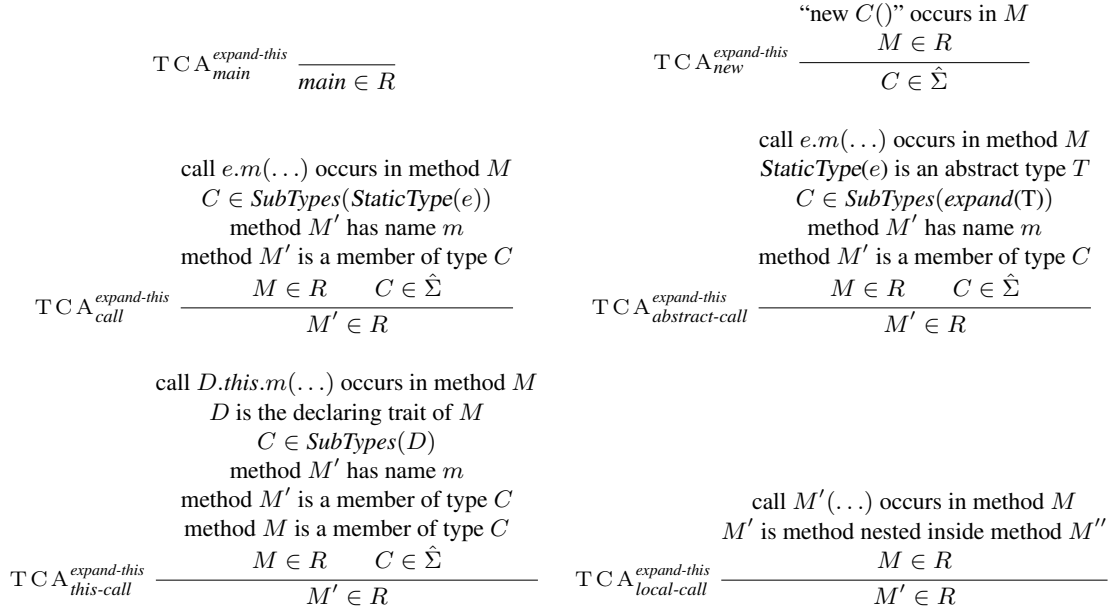 TCA^{expand-this}_{main}
main ∈ R
“new C()” occurs in M
M ∈ R
TCA^{expand-this}_{new}
C ∈ Σ̂
call e.m(. . .) occurs in method M
C ∈ SubTypes(StaticType(e))
method M′ has name m
method M′ is a member of type C
M ∈ R C ∈ Σ̂
TCA^{expand-this}_{call}
M′ ∈ R
call e.m(. . .) occurs in method M
StaticType(e) is an abstract type T
C ∈ SubTypes(expand(T))
method M′ has name m
method M′ is a member of type C
M ∈ R C ∈ Σ̂
TCA^{expand-this}_{abstract-call}
M′ ∈ R
call D.this.m(. . .) occurs in method M
D is the declaring trait of M
C ∈ SubTypes(D)
method M′ has name m
method M′ is a member of type C
method M is a member of type C
M ∈ R C ∈ Σ̂
TCA^{expand-this}_{this-call}
M′ ∈ R
call M′(. . .) occurs in method M
M′ is method nested inside method M′′
M ∈ R
TCA^{expand-this}_{local-call}
M′ ∈ R